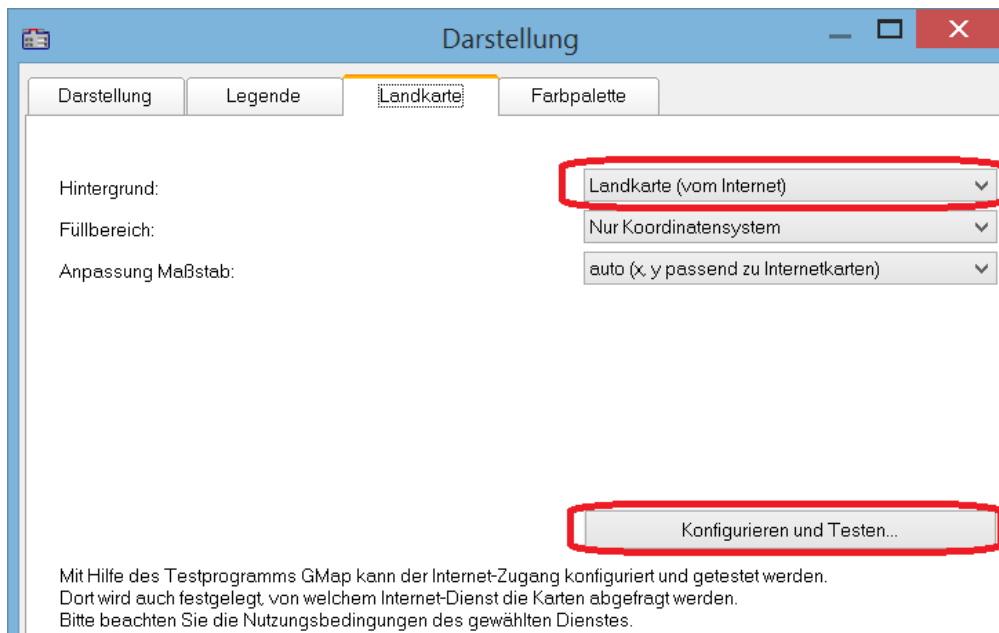 Darstellung
Darstellung Legende Landkarte Farbpalette
Hintergrund: Landkarte (vom Internet)
Füllbereich: Nur Koordinatensystem
Anpassung Maßstab: auto (x, y passend zu Internetkarten)
Konfigurieren und Testen...
Mit Hilfe des Testprogramms GMap kann der Internet-Zugang konfiguriert und getestet werden.
Dort wird auch festgelegt, von welchem Internet-Dienst die Karten abgefragt werden.
Bitte beachten Sie die Nutzungsbedingungen des gewählten Dienstes.